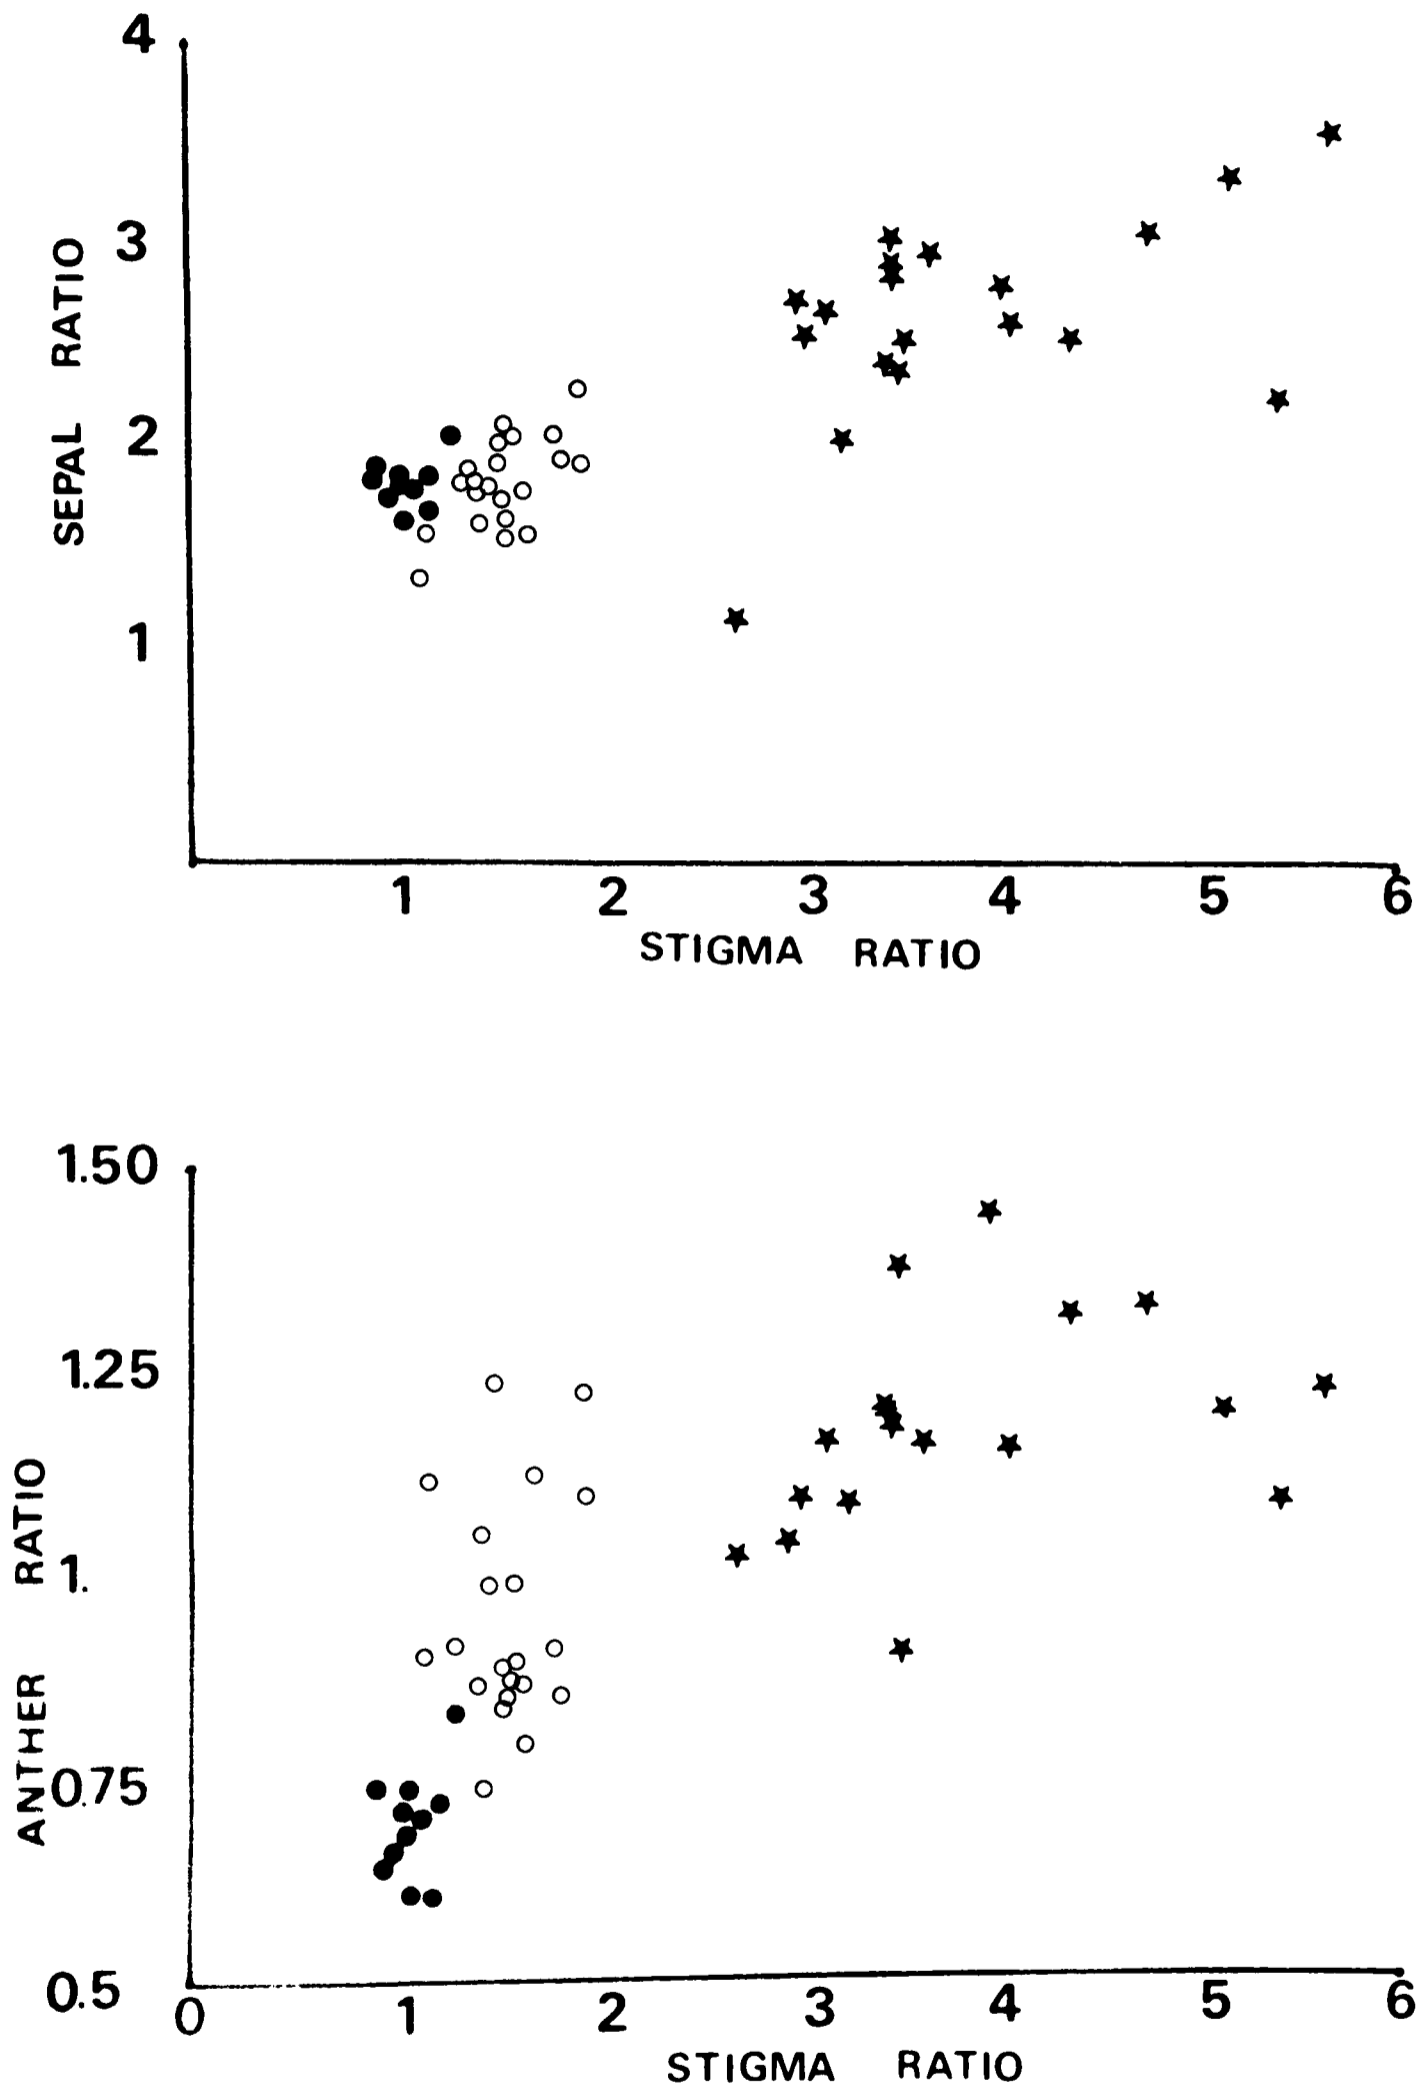 4
3
2
1
SEPAL RATIO
1 2 3 4 5 6
STIGMA RATIO
1.50
1.25
1.
0.75
0.5
ANTHER RATIO
0 1 2 3 4 5 6
STIGMA RATIO